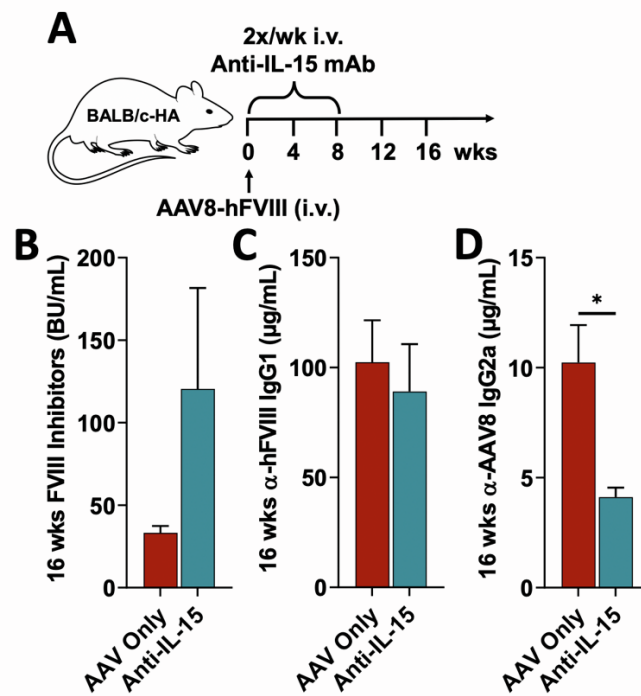 A
2x/wk i.v.
Anti-IL-15 mAb
BALB/c-HA
0 4 8 12 16 wks
AAV8-hFVIII (i.v.)
B
16 wks FVIII Inhibitors (BU/mL)
200
150
100
50
0
AAV Only
Anti-IL-15
C
16 wks α-hFVIII IgG1 (µg/mL)
150
100
50
0
AAV Only
Anti-IL-15
D
16 wks α-AAV8 IgG2a (µg/mL)
15
10
5
0
*
AAV Only
Anti-IL-15